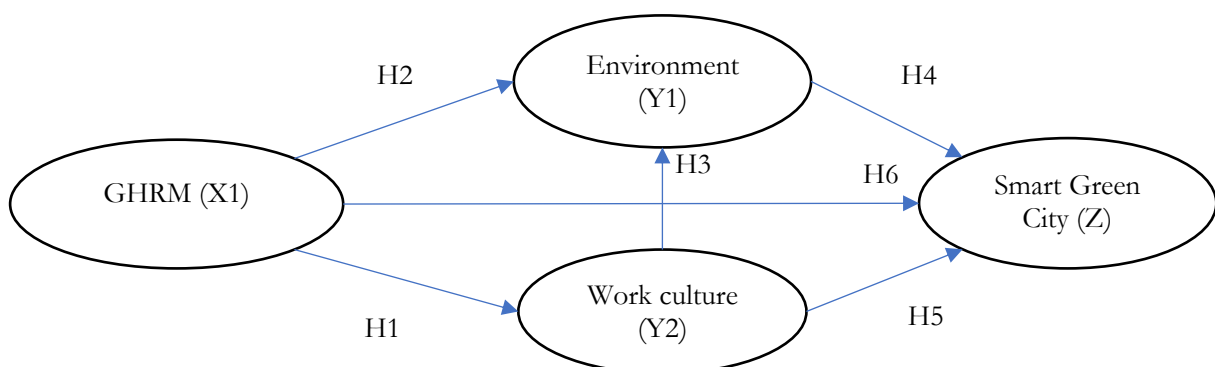 Environment
(Y1)
H2
H4
H3
GHRM (X1)
H6
Smart Green
City (Z)
Work culture
(Y2)
H1
H5